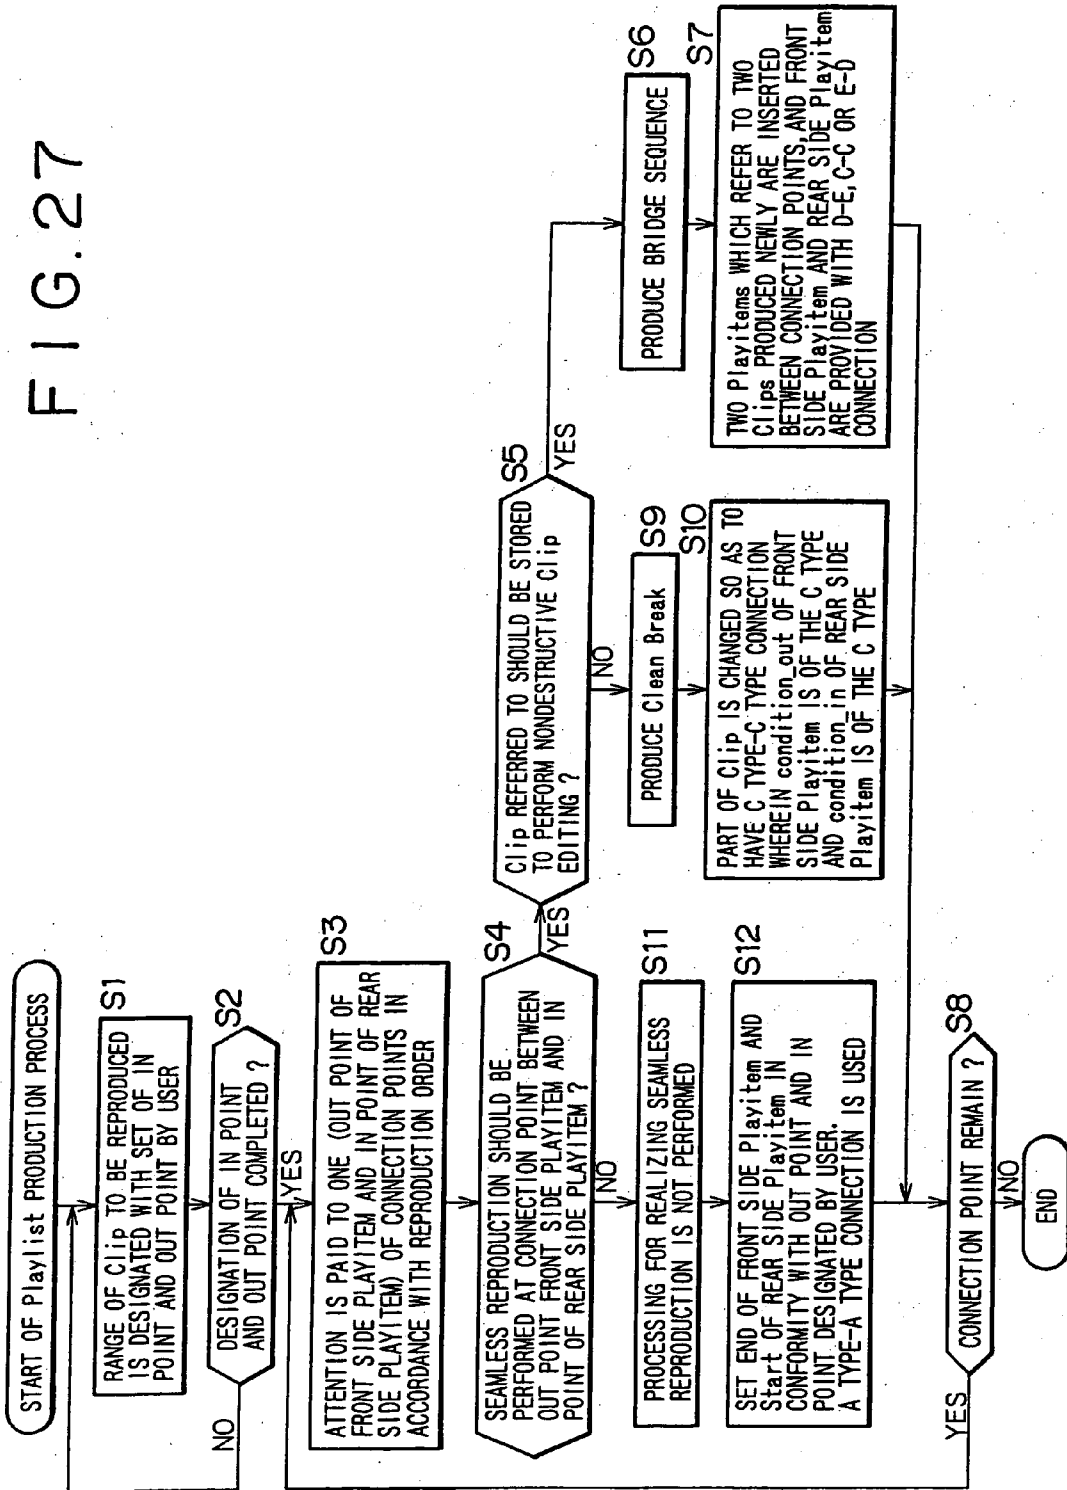 FIG.27
START OF Playlist PRODUCTION PROCESS
S1
RANGE OF Clip TO BE REPRODUCED
IS DESIGNATED WITH SET OF IN
POINT AND OUT POINT BY USER
S2
DESIGNATION OF IN POINT
AND OUT POINT COMPLETED ?
NO
YES
S3
ATTENTION IS PAID TO ONE (OUT POINT OF
FRONT SIDE PLAYITEM AND IN POINT OF REAR
SIDE PLAYITEM) OF CONNECTION POINTS IN
ACCORDANCE WITH REPRODUCTION ORDER
S4
SEAMLESS REPRODUCTION SHOULD BE
PERFORMED AT CONNECTION POINT BETWEEN
OUT POINT FRONT SIDE PLAYITEM AND IN
POINT OF REAR SIDE PLAYITEM ?
YES
NO
S5
Clip REFERRED TO SHOULD BE STORED
TO PERFORM NONDESTRUCTIVE Clip
EDITING ?
YES
NO
S6
PRODUCE BRIDGE SEQUENCE
S7
TWO Playitems WHICH REFER TO TWO
Clips PRODUCED NEWLY ARE INSERTED
BETWEEN CONNECTION POINTS, AND FRONT
SIDE Playitem AND REAR SIDE Playitem
ARE PROVIDED WITH D-E, C-C OR E-D
CONNECTION
S9
PRODUCE Clean Break
S10
PART OF Clip IS CHANGED SO AS TO
HAVE C TYPE-C TYPE CONNECTION
WHEREIN condition_out OF FRONT
SIDE Playitem IS OF THE C TYPE
AND condition_in OF REAR SIDE
Playitem IS OF THE C TYPE
S11
PROCESSING FOR REALIZING SEAMLESS
REPRODUCTION IS NOT PERFORMED
S12
SET END OF FRONT SIDE Playitem AND
Start OF REAR SIDE Playitem IN
CONFORMITY WITH OUT POINT AND IN
POINT DESIGNATED BY USER.
A TYPE-A TYPE CONNECTION IS USED
S8
CONNECTION POINT REMAIN ?
YES
NO
END